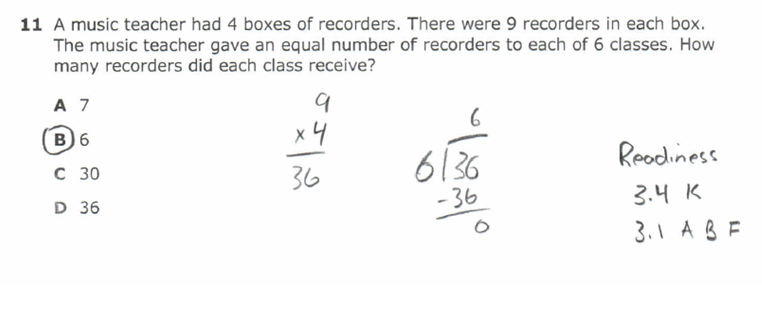 11 A music teacher had 4 boxes of recorders. There were 9 recorders in each box.
The music teacher gave an equal number of recorders to each of 6 classes. How
many recorders did each class receive?
A 7
B 6
C 30
D 36
9
x 4
36
6
6 36
-36
0
Readiness
3.4 K
3.1 A B F